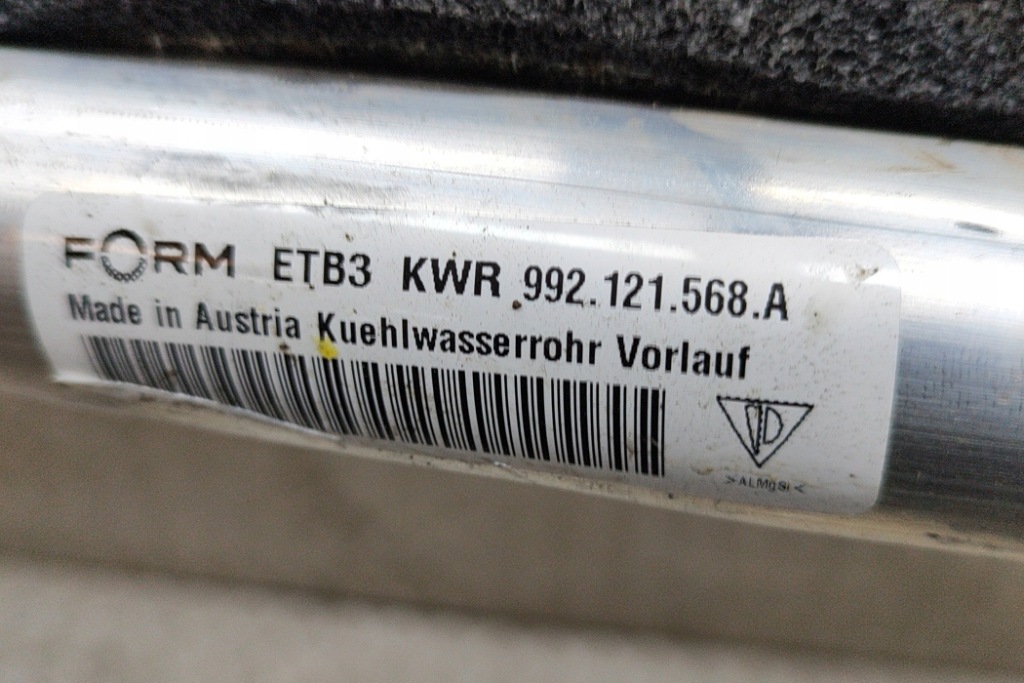 FORM ETB3 KWR 992.121.568.A
Made in Austria Kuehlwasserrohr Vorlauf
>ALMgSi<